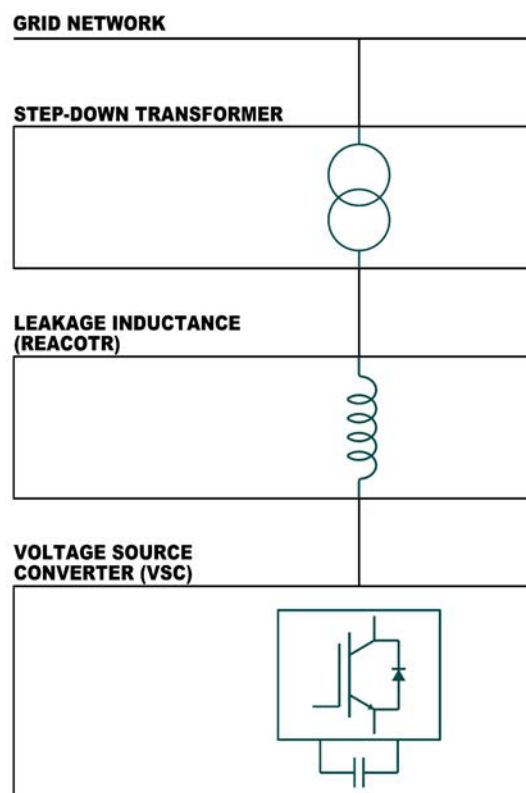 GRID NETWORK
STEP-DOWN TRANSFORMER
LEAKAGE INDUCTANCE
(REACOTR)
VOLTAGE SOURCE
CONVERTER (VSC)